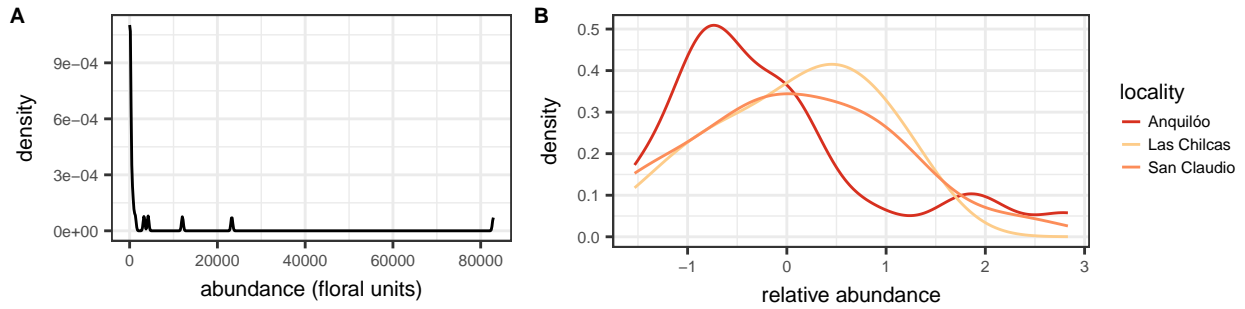 A
density
9e−04
6e−04
3e−04
0e+00
0
20000
40000
60000
80000
abundance (floral units)
B
density
0.5
0.4
0.3
0.2
0.1
0.0
−1
0
1
2
3
relative abundance
locality
Anquilóo
Las Chilcas
San Claudio